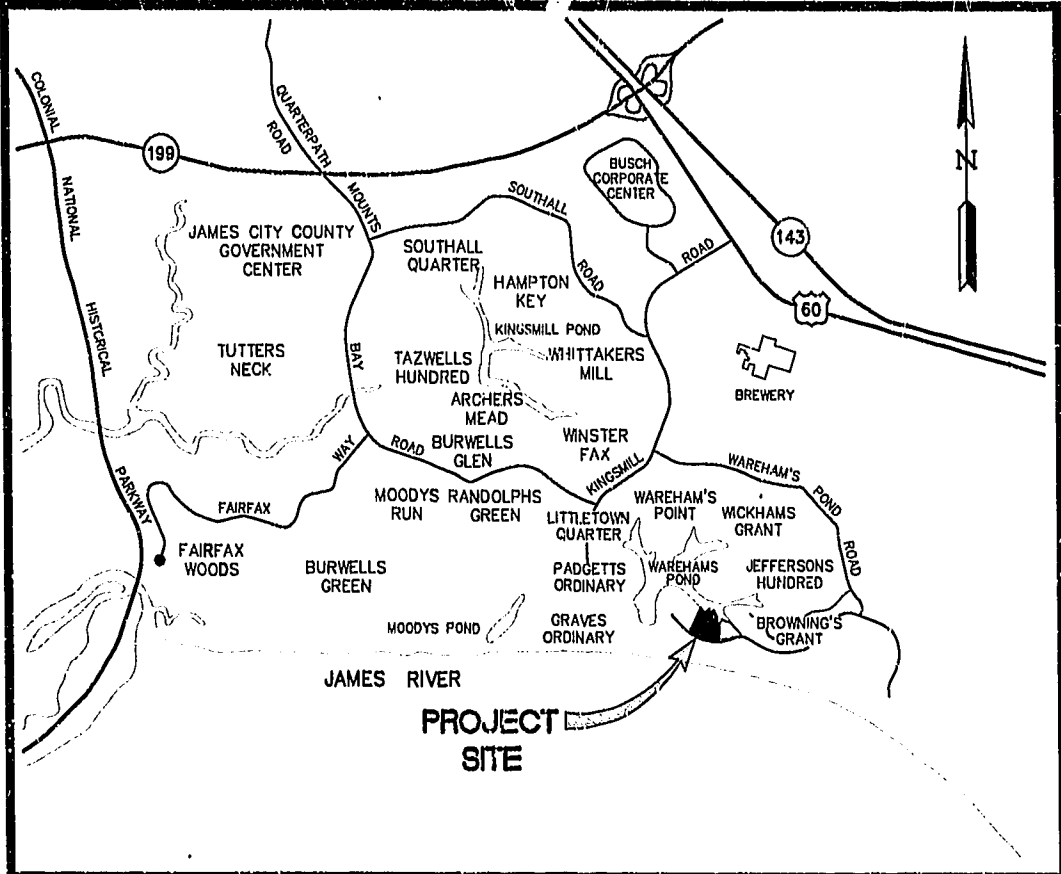 COLONIAL
NATIONAL
HISTORICAL
PARKWAY
199
QUARTERPATH
ROAD
MOUNTS
BAY
ROAD
SOUTHALL
ROAD
BUSCH
CORPORATE
CENTER
ROAD
143
60
N
JAMES CITY COUNTY
GOVERNMENT
CENTER
SOUTHALL
QUARTER
HAMPTON
KEY
KINGSMILL POND
TUTTERS
NECK
TAZWELLS
HUNDRED
WHITTAKERS
MILL
BREWERY
ARCHERS
MEAD
BURWELLS
GLEN
WINSTER
FAX
KINGSMILL
WAREHAM'S
POND
ROAD
FAIRFAX
WAY
MOODYS
RUN
RANDOLPHS
GREEN
LITTLETOWN
QUARTER
WAREHAM'S
POINT
WICKHAMS
GRANT
FAIRFAX
WOODS
BURWELLS
GREEN
PADGETTS
ORDINARY
WAREHAMS
POND
JEFFERSONS
HUNDRED
MOODYS POND
GRAVES
ORDINARY
BROWNING'S
GRANT
JAMES RIVER
PROJECT
SITE